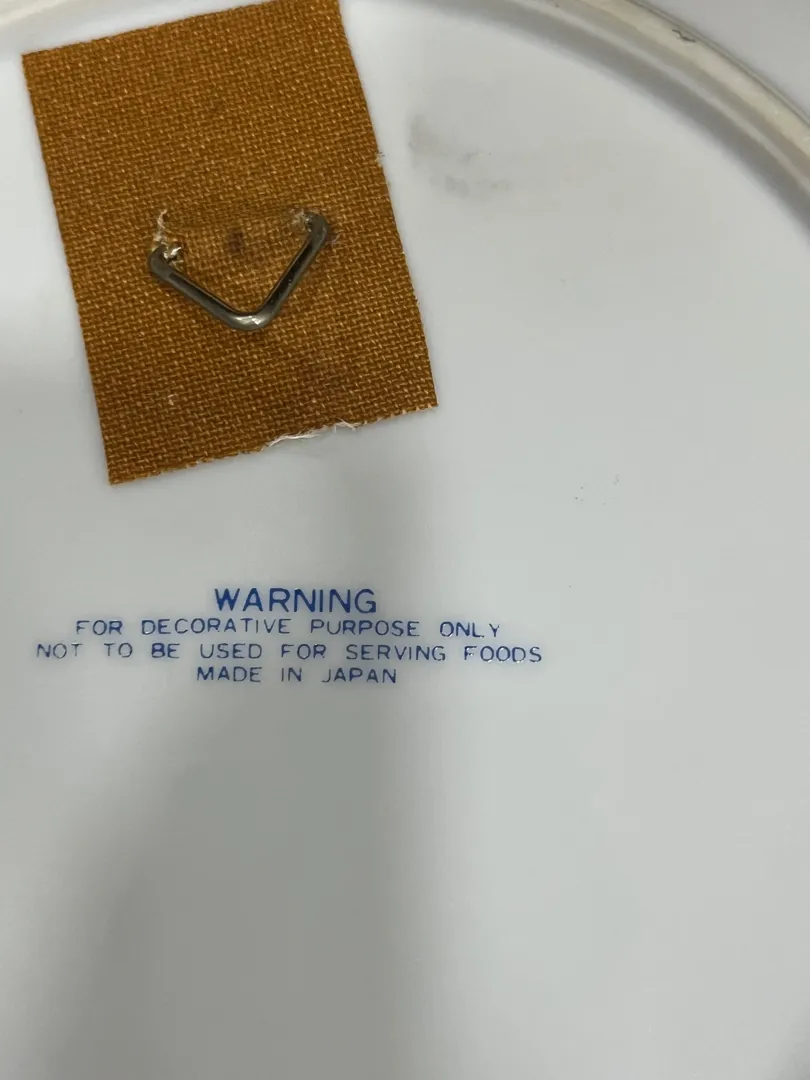 WARNING
FOR DECORATIVE PURPOSE ONLY
NOT TO BE USED FOR SERVING FOODS
MADE IN JAPAN